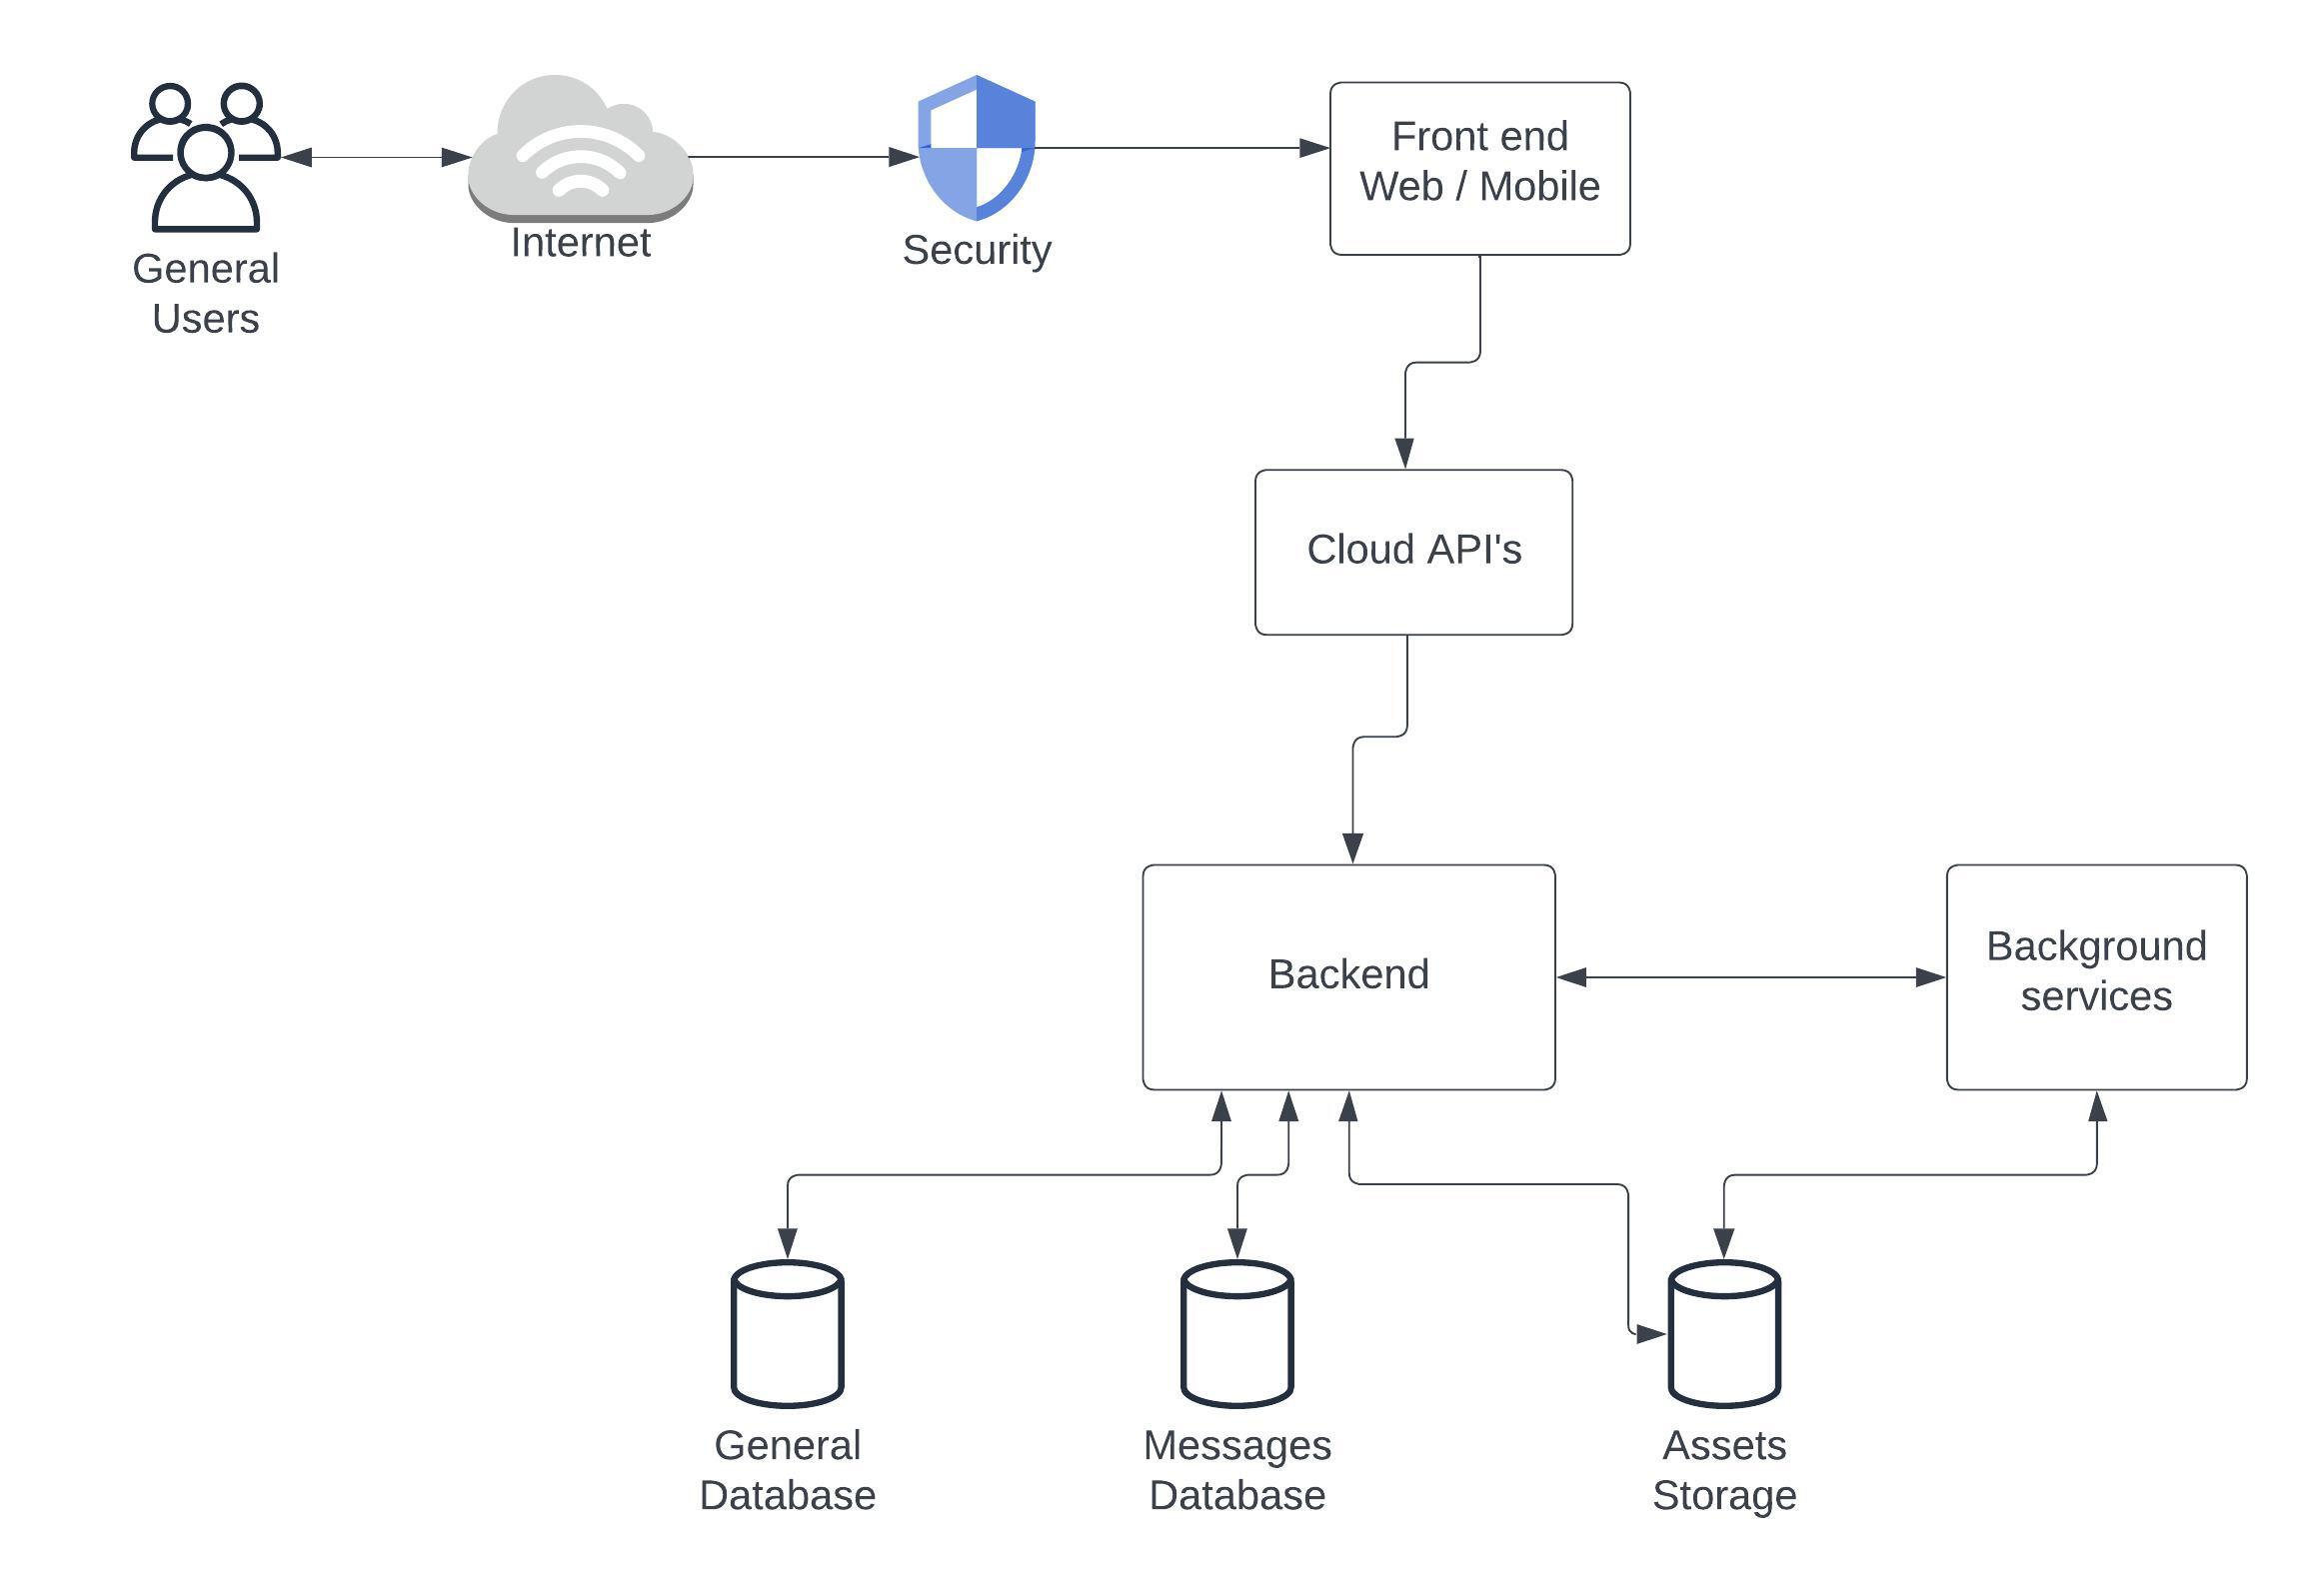 General
Users
Internet
Security
Front end
Web / Mobile
Cloud API's
Backend
Background
services
General
Database
Messages
Database
Assets
Storage